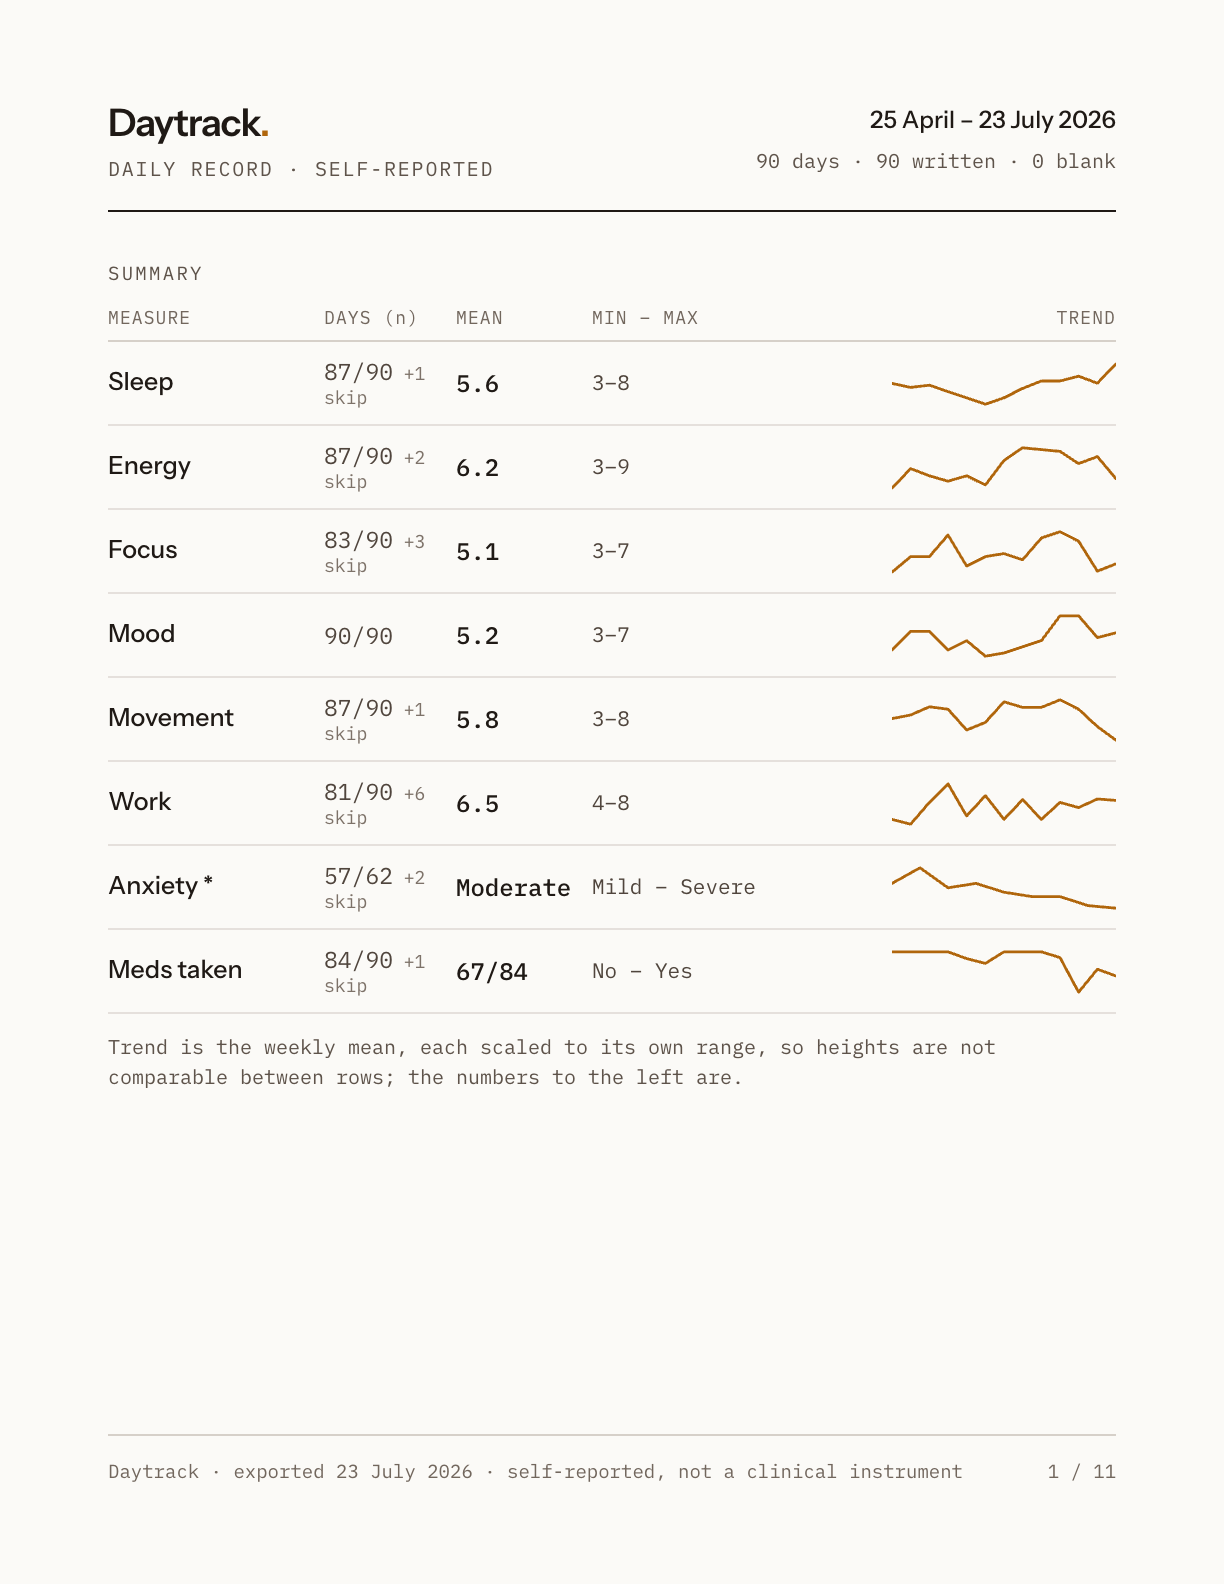 Daytrack.
DAILY RECORD · SELF-REPORTED
25 April – 23 July 2026
90 days · 90 written · 0 blank
SUMMARY
MEASURE DAYS (n) MEAN MIN – MAX TREND
Sleep 87/90 +1 skip 5.6 3–8
Energy 87/90 +2 skip 6.2 3–9
Focus 83/90 +3 skip 5.1 3–7
Mood 90/90 5.2 3–7
Movement 87/90 +1 skip 5.8 3–8
Work 81/90 +6 skip 6.5 4–8
Anxiety * 57/62 +2 skip Moderate Mild – Severe
Meds taken 84/90 +1 skip 67/84 No – Yes
Trend is the weekly mean, each scaled to its own range, so heights are not
comparable between rows; the numbers to the left are.
Daytrack · exported 23 July 2026 · self-reported, not a clinical instrument 1 / 11